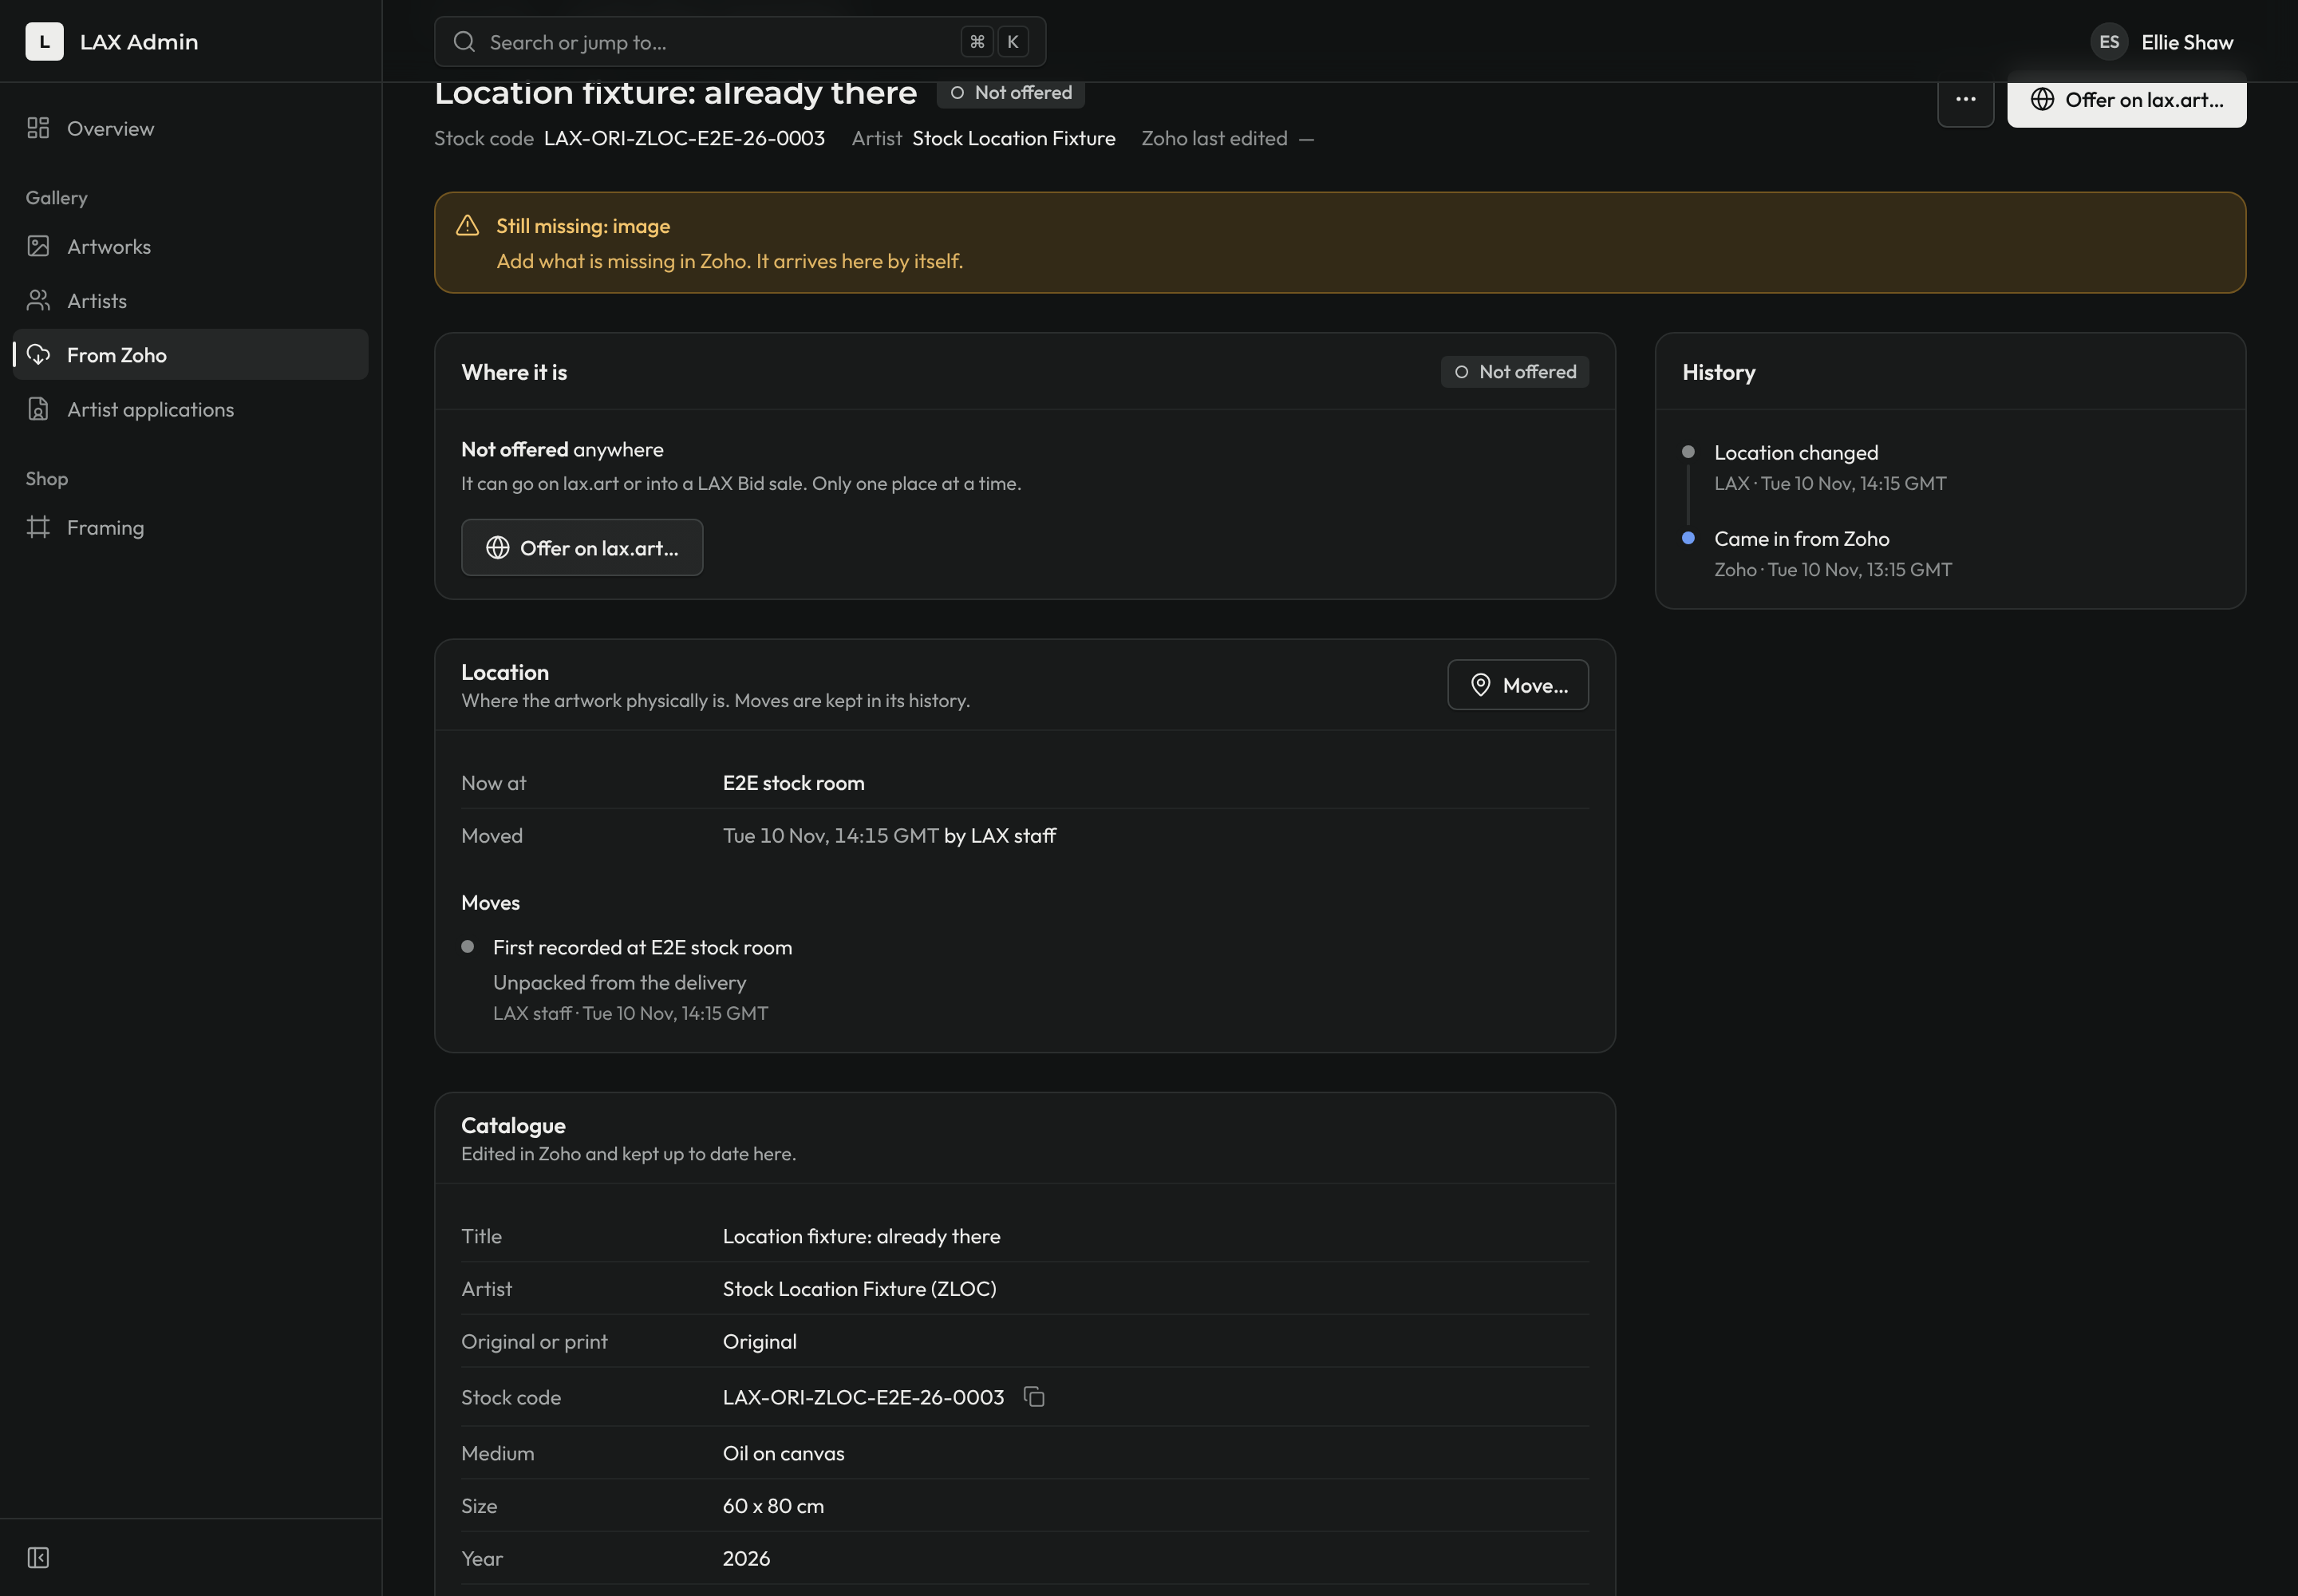 L LAX Admin
Search or jump to... ⌘ K
ES Ellie Shaw
Overview
Gallery
Artworks
Artists
From Zoho
Artist applications
Shop
Framing
Location fixture: already there Not offered
... Offer on lax.art...
Stock code LAX-ORI-ZLOC-E2E-26-0003 Artist Stock Location Fixture Zoho last edited —
Still missing: image
Add what is missing in Zoho. It arrives here by itself.
Where it is Not offered
Not offered anywhere
It can go on lax.art or into a LAX Bid sale. Only one place at a time.
Offer on lax.art...
History
Location changed
LAX · Tue 10 Nov, 14:15 GMT
Came in from Zoho
Zoho · Tue 10 Nov, 13:15 GMT
Location
Where the artwork physically is. Moves are kept in its history.
Move...
Now at E2E stock room
Moved Tue 10 Nov, 14:15 GMT by LAX staff
Moves
First recorded at E2E stock room
Unpacked from the delivery
LAX staff · Tue 10 Nov, 14:15 GMT
Catalogue
Edited in Zoho and kept up to date here.
Title Location fixture: already there
Artist Stock Location Fixture (ZLOC)
Original or print Original
Stock code LAX-ORI-ZLOC-E2E-26-0003
Medium Oil on canvas
Size 60 x 80 cm
Year 2026